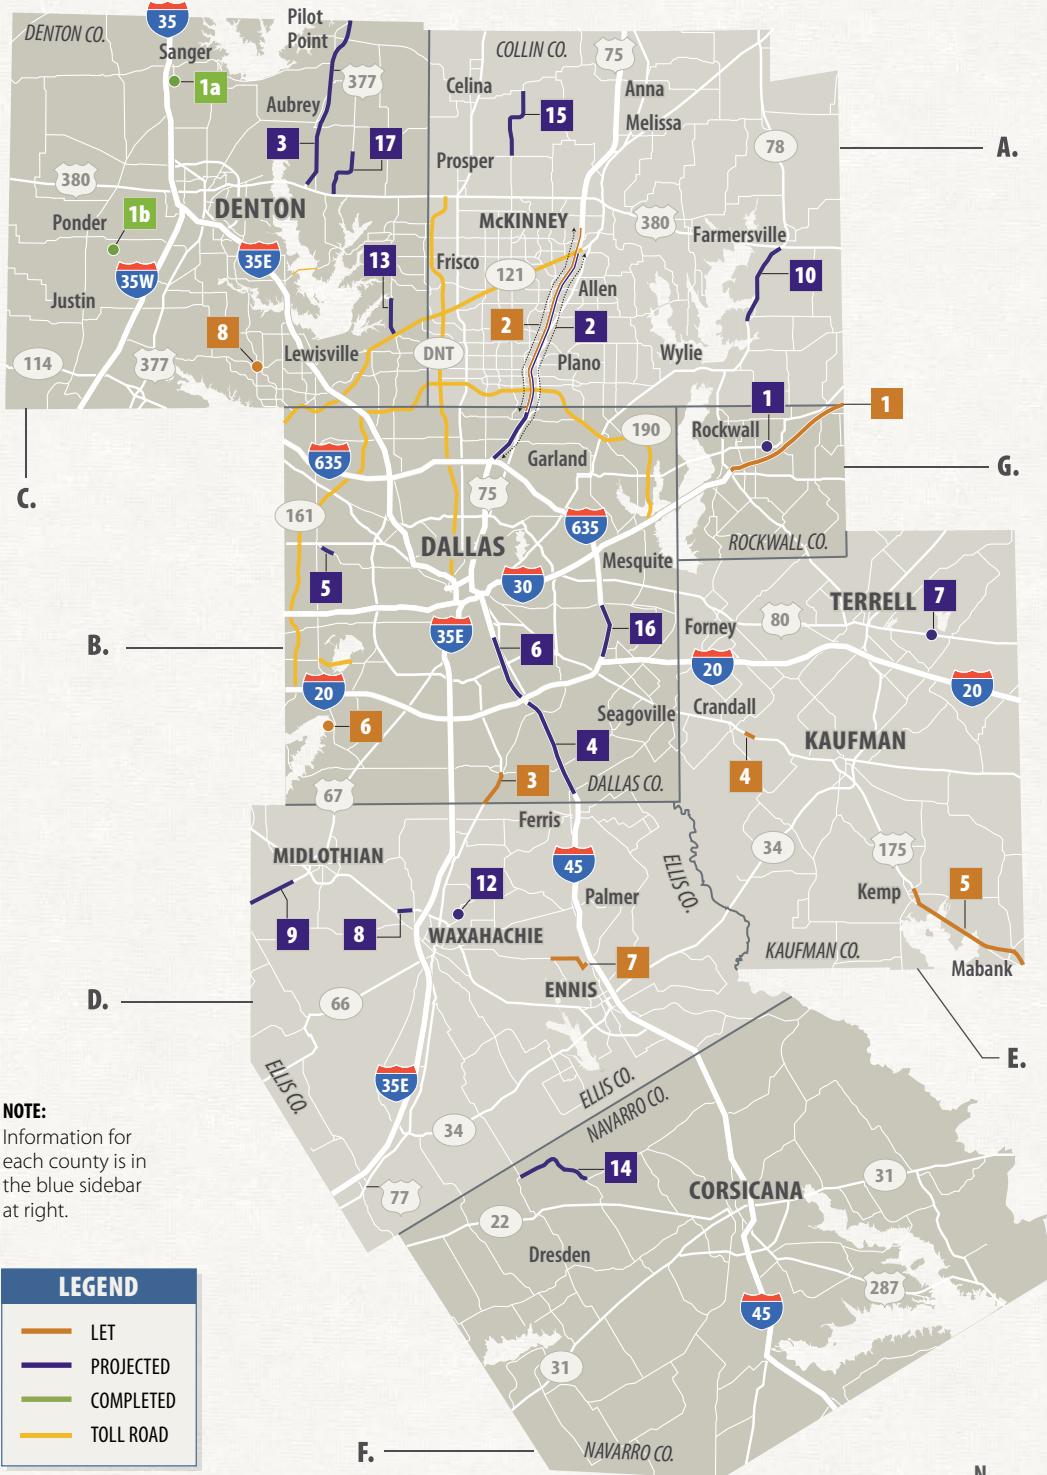 DENTON CO.
35
Sanger
1a
Pilot
Point
377
Aubrey
3
17
380
Ponder
1b
DENTON
35W
35E
Justin
13
8
114
377
Lewisville
C.
COLLIN CO.
75
Celina
Anna
Melissa
15
78
A.
Prosper
McKINNEY
380
Farmersville
Frisco
121
10
Allen
2
2
DNT
Plano
Wylie
1
1
Rockwall
190
G.
635
Garland
75
161
635
ROCKWALL CO.
DALLAS
Mesquite
5
30
TERRELL
7
80
B.
35E
6
16
Forney
20
20
20
Crandall
Seagoville
6
4
KAUFMAN
4
3
DALLAS CO.
67
Ferris
MIDLOTHIAN
45
ELLIS CO.
34
175
12
Palmer
Kemp
5
9
8
WAXAHACHIE
KAUFMAN CO.
7
Mabank
ENNIS
D.
66
E.
ELLIS CO.
35E
ELLIS CO.
NAVARRO CO.
NOTE:
Information for
each county is in
the blue sidebar
at right.
34
14
77
CORSICANA
31
22
Dresden
287
45
31
LEGEND
LET
PROJECTED
COMPLETED
TOLL ROAD
F.
NAVARRO CO.
N